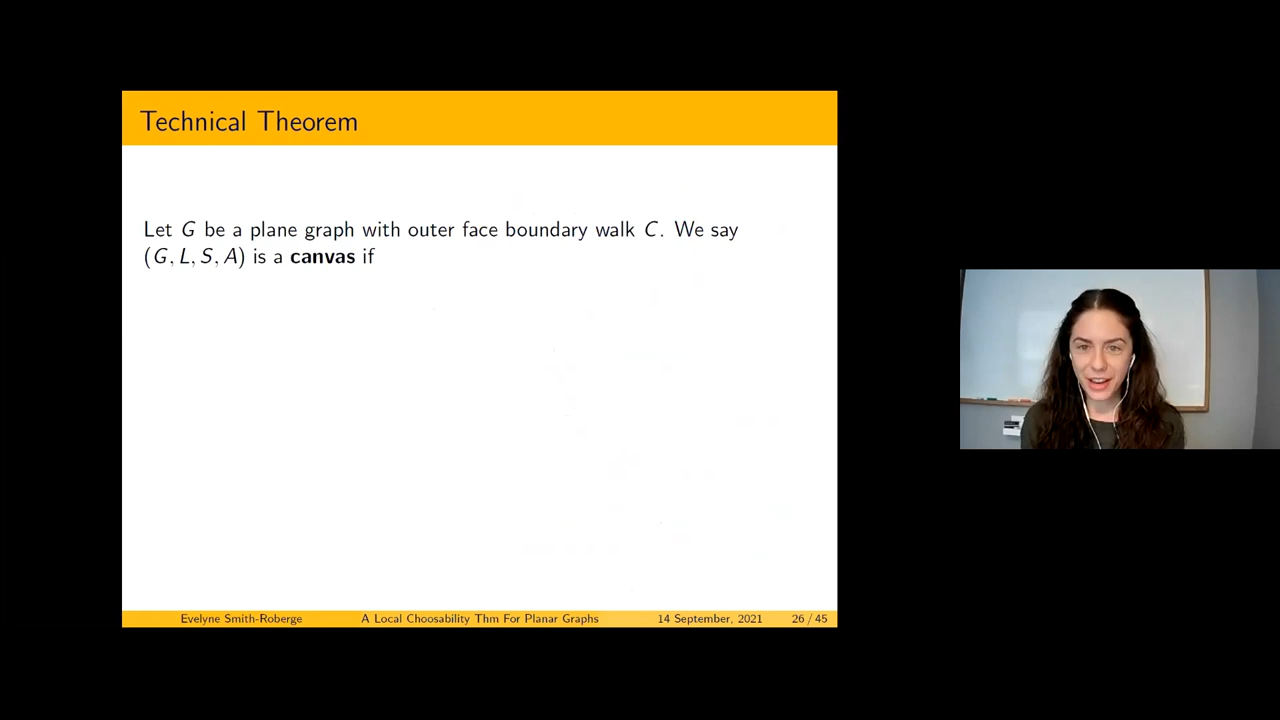 Technical Theorem
Let G be a plane graph with outer face boundary walk C. We say
(G, L, S, A) is a canvas if
Evelyne Smith-Roberge A Local Choosability Thm For Planar Graphs 14 September, 2021 26 / 45